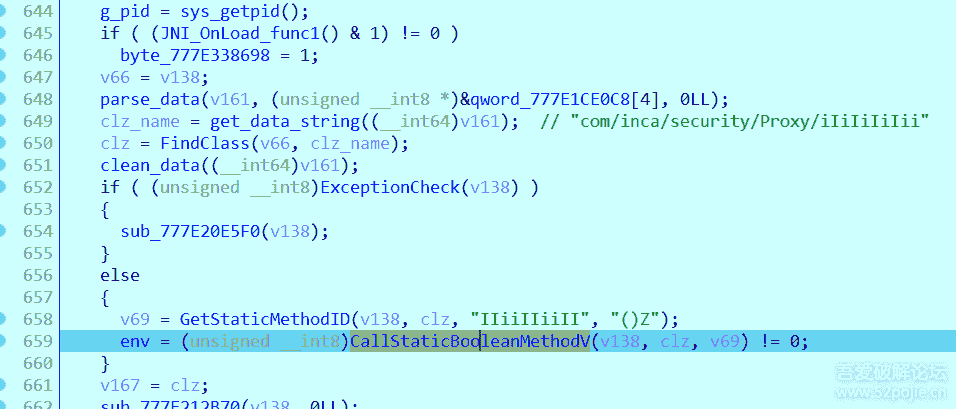 644 g_pid = sys_getpid();
645 if ( (JNI_OnLoad_func1() & 1) != 0 )
646 byte_777E338698 = 1;
647 v66 = v138;
648 parse_data(v161, (unsigned __int8 *)&qword_777E1CE0C8[4], 0LL);
649 clz_name = get_data_string((__int64)v161); // "com/inca/security/Proxy/iIiIiIiIii"
650 clz = FindClass(v66, clz_name);
651 clean_data((__int64)v161);
652 if ( (unsigned __int8)ExceptionCheck(v138) )
653 {
654 sub_777E20E5F0(v138);
655 }
656 else
657 {
658 v69 = GetStaticMethodID(v138, clz, "IIiiIIiiII", "()Z");
659 env = (unsigned __int8)CallStaticBooleanMethodV(v138, clz, v69) != 0;
660 }
661 v167 = clz;
662 sub_777E212B70(v138, 0LL);
吾爱破解论坛
www.52pojie.cn